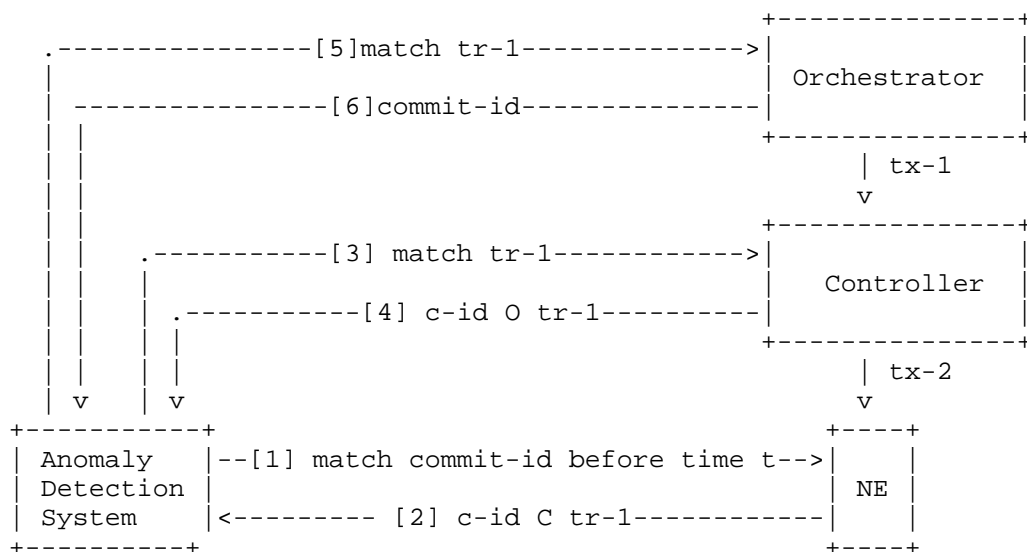 [5]match tr-1
Orchestrator
[6]commit-id
tx-1
[3] match tr-1
Controller
[4] c-id O tr-1
tx-2
Anomaly [1] match commit-id before time t
Detection NE
System [2] c-id C tr-1